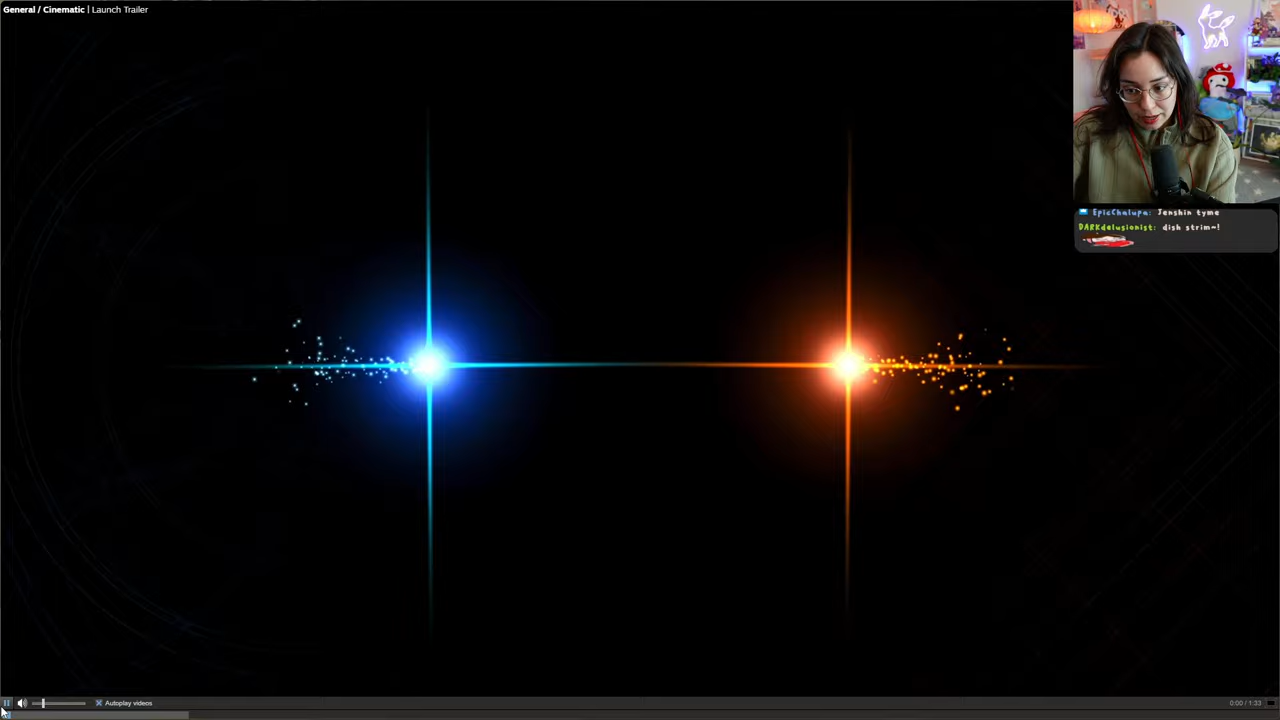 General / Cinematic | Launch Trailer
EpicChalupa: Jenshin tyme
DARKdelusionist: dish strim~!
Autoplay videos
0:00 / 1:33